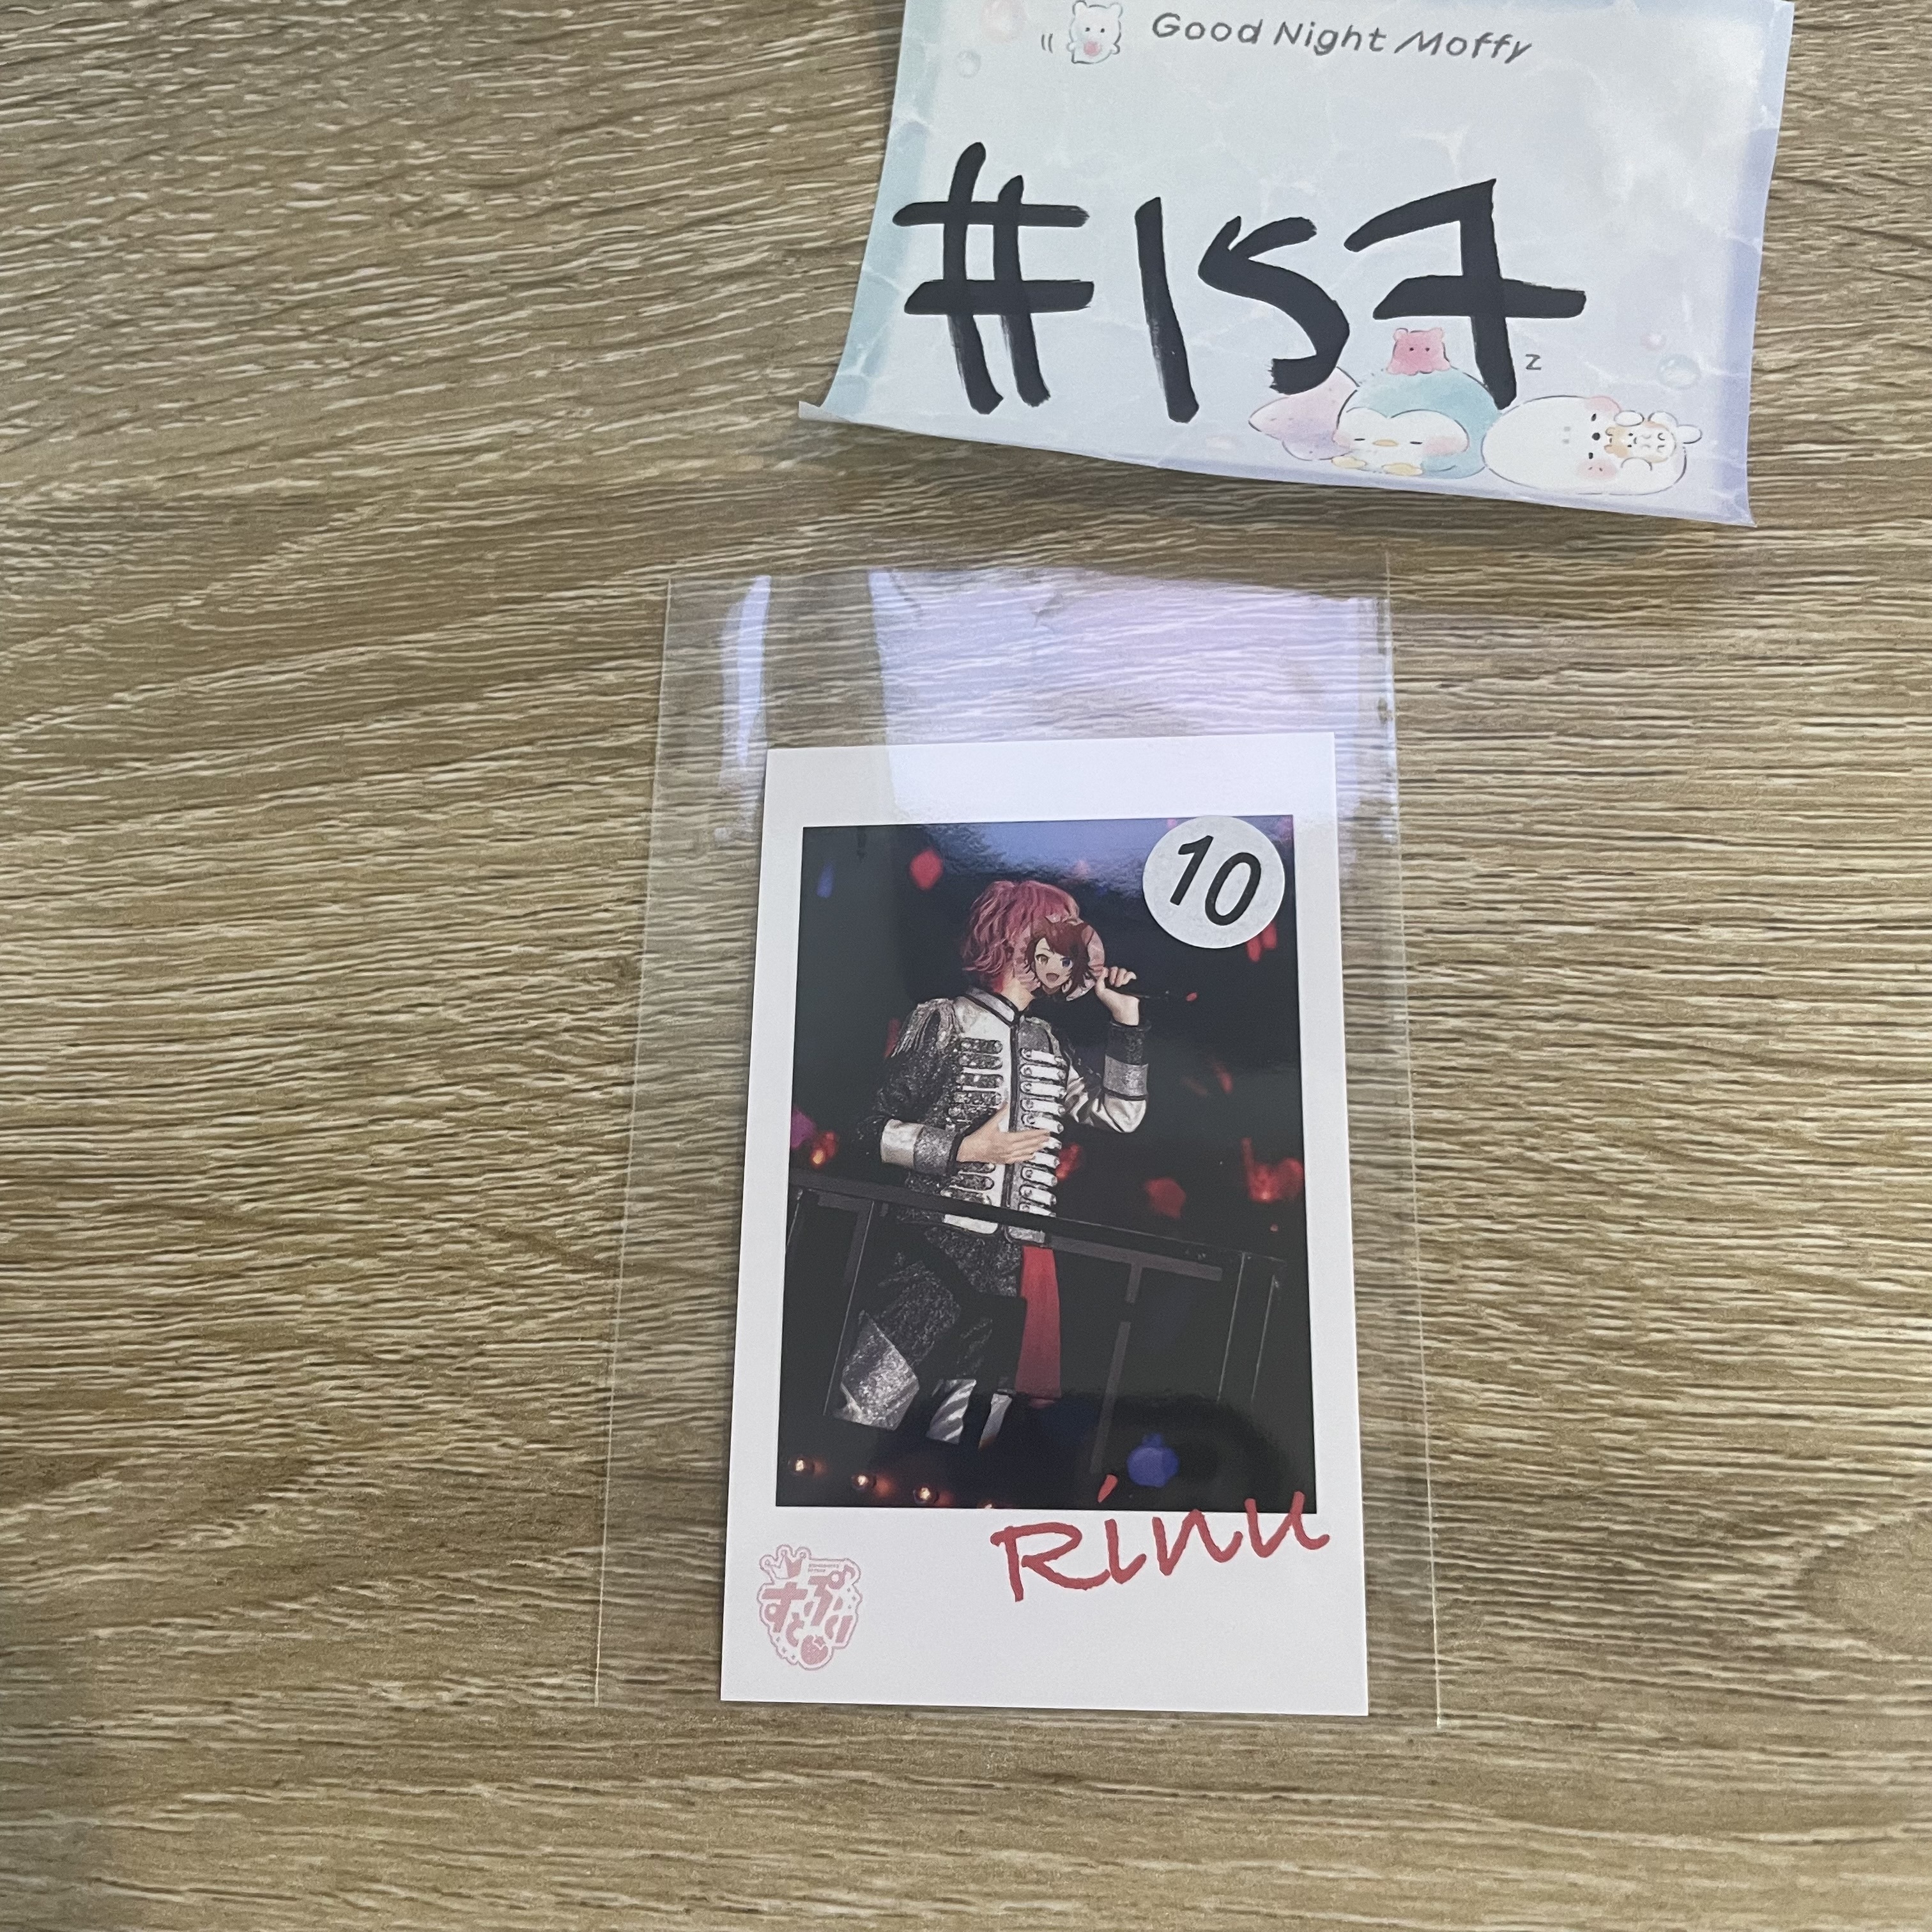 Good Night Moffy
#157
z
10
Rinu
すとぷり